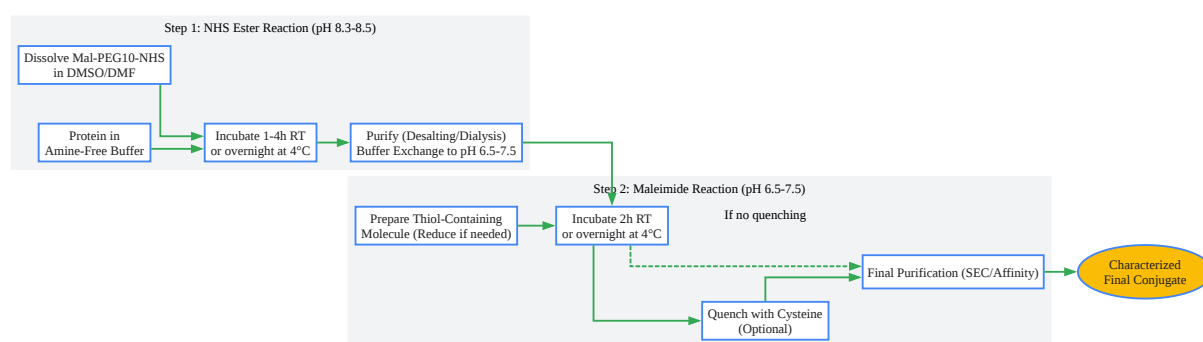 Step 1: NHS Ester Reaction (pH 8.3-8.5)
Dissolve Mal-PEG10-NHS
in DMSO/DMF
Protein in
Amine-Free Buffer
Incubate 1-4h RT
or overnight at 4°C
Purify (Desalting/Dialysis)
Buffer Exchange to pH 6.5-7.5
Step 2: Maleimide Reaction (pH 6.5-7.5)
Prepare Thiol-Containing
Molecule (Reduce if needed)
Incubate 2h RT
or overnight at 4°C
If no quenching
Quench with Cysteine
(Optional)
Final Purification (SEC/Affinity)
Characterized
Final Conjugate